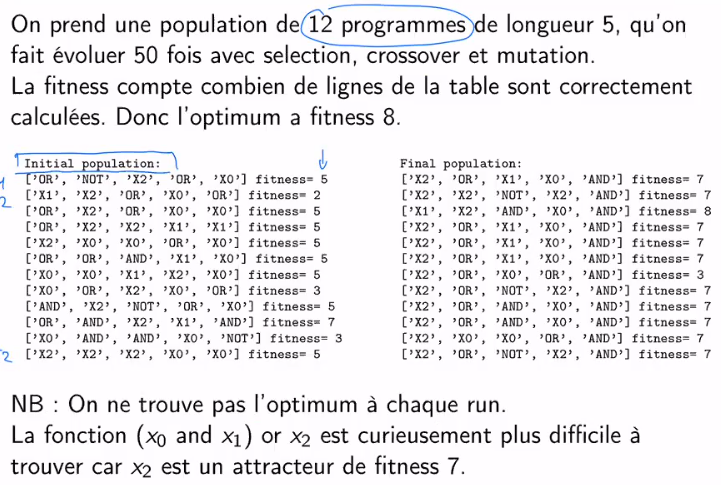 On prend une population de 12 programmes de longueur 5, qu'on
fait évoluer 50 fois avec selection, crossover et mutation.
La fitness compte combien de lignes de la table sont correctement
calculées. Donc l'optimum a fitness 8.
Initial population:
['OR', 'NOT', 'X2', 'OR', 'X0'] fitness= 5
['X1', 'X2', 'OR', 'X0', 'OR'] fitness= 2
2
['OR', 'X2', 'OR', 'X0', 'X0'] fitness= 5
['OR', 'X2', 'X2', 'X1', 'X1'] fitness= 5
['X2', 'X0', 'X0', 'OR', 'X0'] fitness= 5
['OR', 'OR', 'AND', 'X1', 'X0'] fitness= 5
['X0', 'X0', 'X1', 'X2', 'X0'] fitness= 5
['X0', 'OR', 'X2', 'X0', 'OR'] fitness= 3
['AND', 'X2', 'NOT', 'OR', 'X0'] fitness= 5
['OR', 'AND', 'X2', 'X1', 'AND'] fitness= 7
['X0', 'AND', 'AND', 'X0', 'NOT'] fitness= 3
2
['X2', 'X2', 'X2', 'X0', 'X0'] fitness= 5
Final population:
['X2', 'OR', 'X1', 'X0', 'AND'] fitness= 7
['X2', 'X2', 'NOT', 'X2', 'AND'] fitness= 7
['X1', 'X2', 'AND', 'X0', 'AND'] fitness= 8
['X2', 'OR', 'X1', 'X0', 'AND'] fitness= 7
['X2', 'OR', 'X1', 'X0', 'AND'] fitness= 7
['X2', 'OR', 'X1', 'X0', 'AND'] fitness= 7
['X2', 'OR', 'X0', 'OR', 'AND'] fitness= 3
['X2', 'OR', 'NOT', 'X2', 'AND'] fitness= 7
['X2', 'OR', 'AND', 'X0', 'AND'] fitness= 7
['X2', 'OR', 'AND', 'X0', 'AND'] fitness= 7
['X2', 'X0', 'X0', 'OR', 'AND'] fitness= 7
['X2', 'OR', 'NOT', 'X2', 'AND'] fitness= 7
NB : On ne trouve pas l'optimum à chaque run.
La fonction (x₀ and x₁) or x₂ est curieusement plus difficile à
trouver car x₂ est un attracteur de fitness 7.